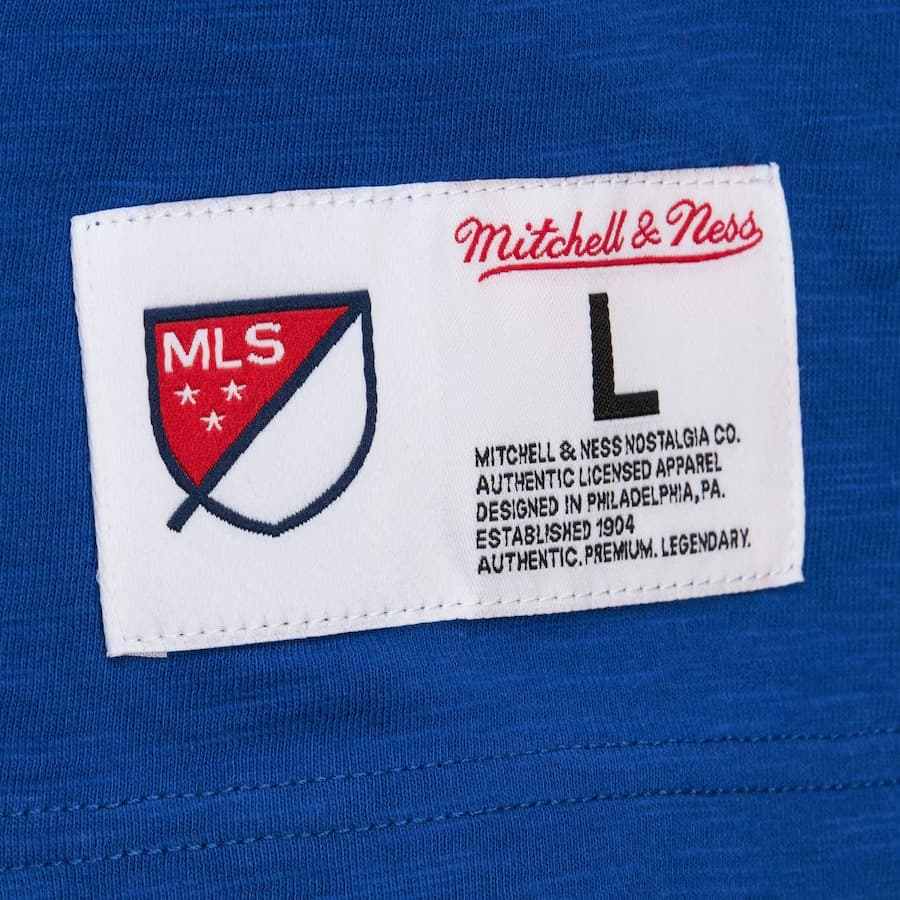 MLS
Mitchell & Ness
L
MITCHELL & NESS NOSTALGIA CO.
AUTHENTIC LICENSED APPAREL
DESIGNED IN PHILADELPHIA, PA.
ESTABLISHED 1904
AUTHENTIC. PREMIUM. LEGENDARY.